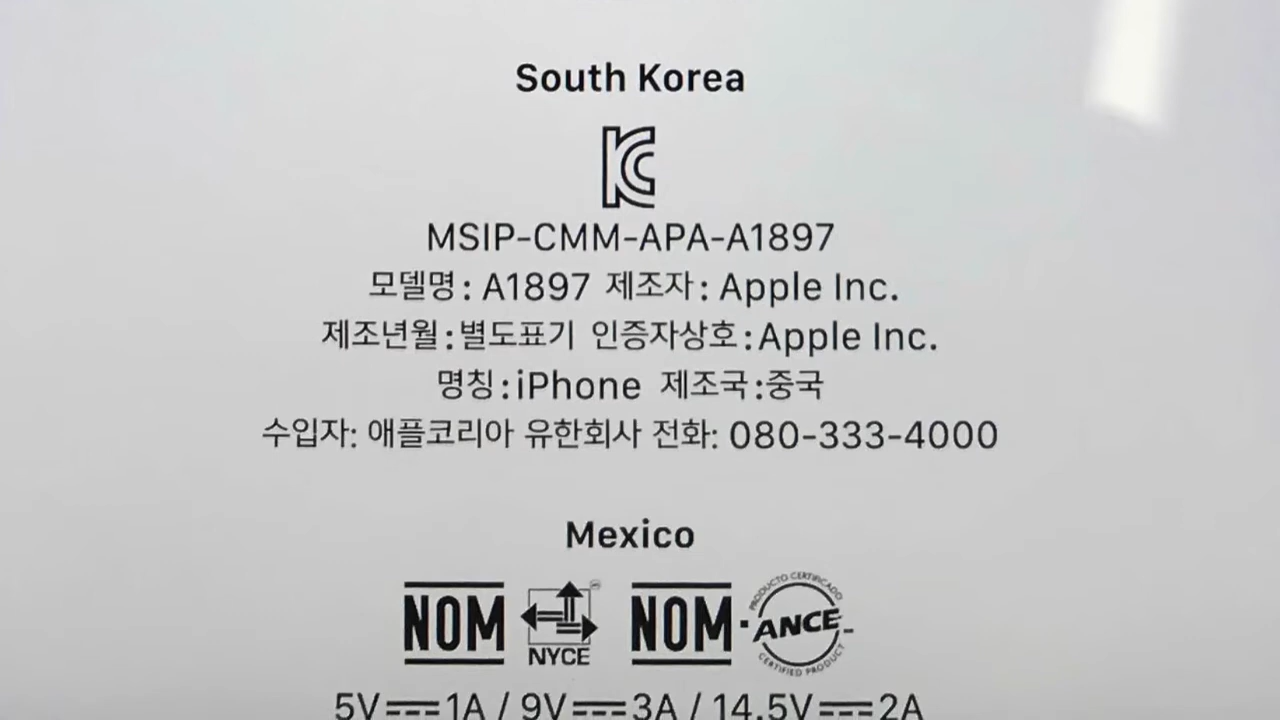 South Korea
KC
MSIP-CMM-APA-A1897
모델명: A1897 제조자: Apple Inc.
제조년월:별도표기 인증자상호:Apple Inc.
명칭:iPhone 제조국:중국
수입자: 애플코리아 유한회사 전화: 080-333-4000
Mexico
NOM NYCE NOM PRODUCTO CERTIFICADO ANCE CERTIFIED PRODUCT
5V⎓1A / 9V⎓3A / 14.5V⎓2A